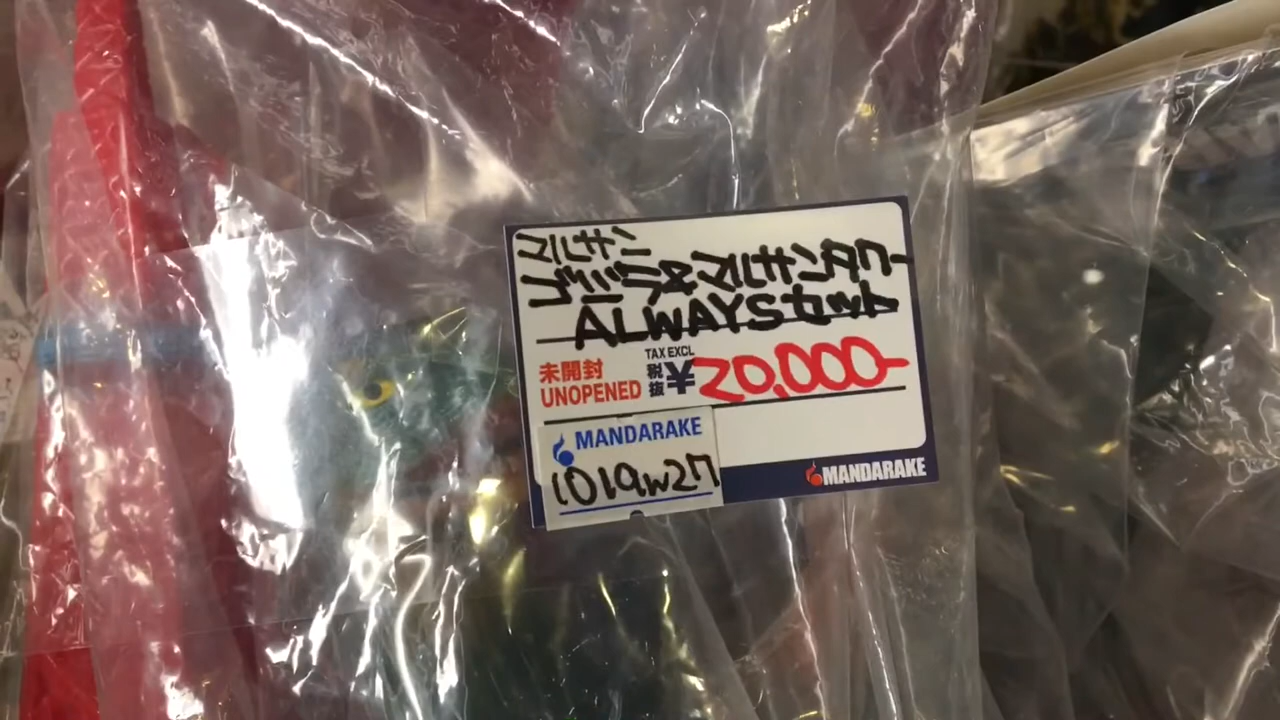 マルサン
ゴジラ&マルサンタワー
ALWAYSセット
未開封
UNOPENED
TAX EXCL
税抜
¥20,000-
MANDARAKE
i019w27
MANDARAKE